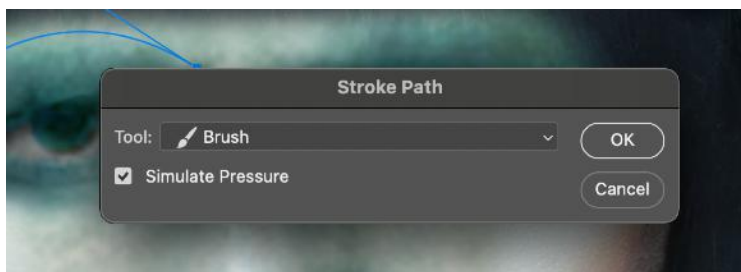 Stroke Path
Tool: Brush
OK
Simulate Pressure
Cancel